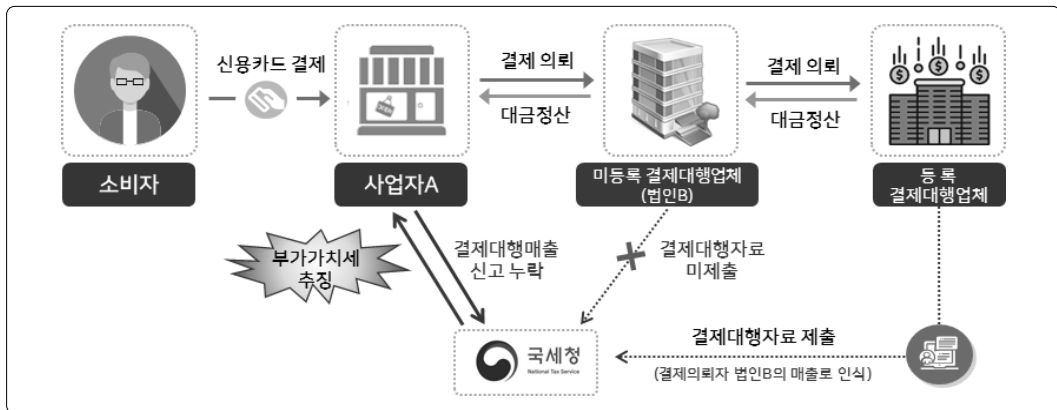 신용카드 결제
결제 의뢰
대금정산
결제 의뢰
대금정산
OPEN
소비자
사업자A
미등록 결제대행업체
(법인B)
등 록
결제대행업체
부가가치세
추징
결제대행매출
신고 누락
결제대행자료
미제출
국세청
National Tax Service
결제대행자료 제출
(결제의뢰자 법인B의 매출로 인식)